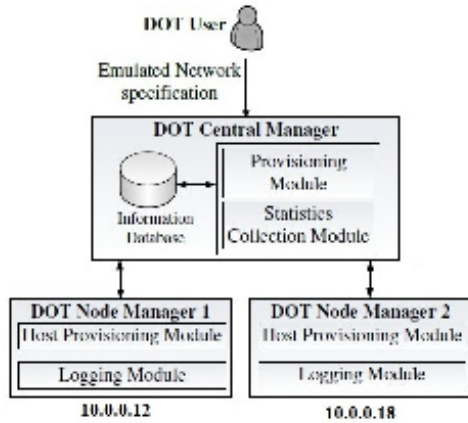 DOT User
Emulated Network
specification
DOT Central Manager
Provisioning
Module
Information
Database
Statistics
Collection Module
DOT Node Manager 1
Host Provisioning Module
Logging Module
10.0.0.12
DOT Node Manager 2
Host Provisioning Module
Logging Module
10.0.0.18